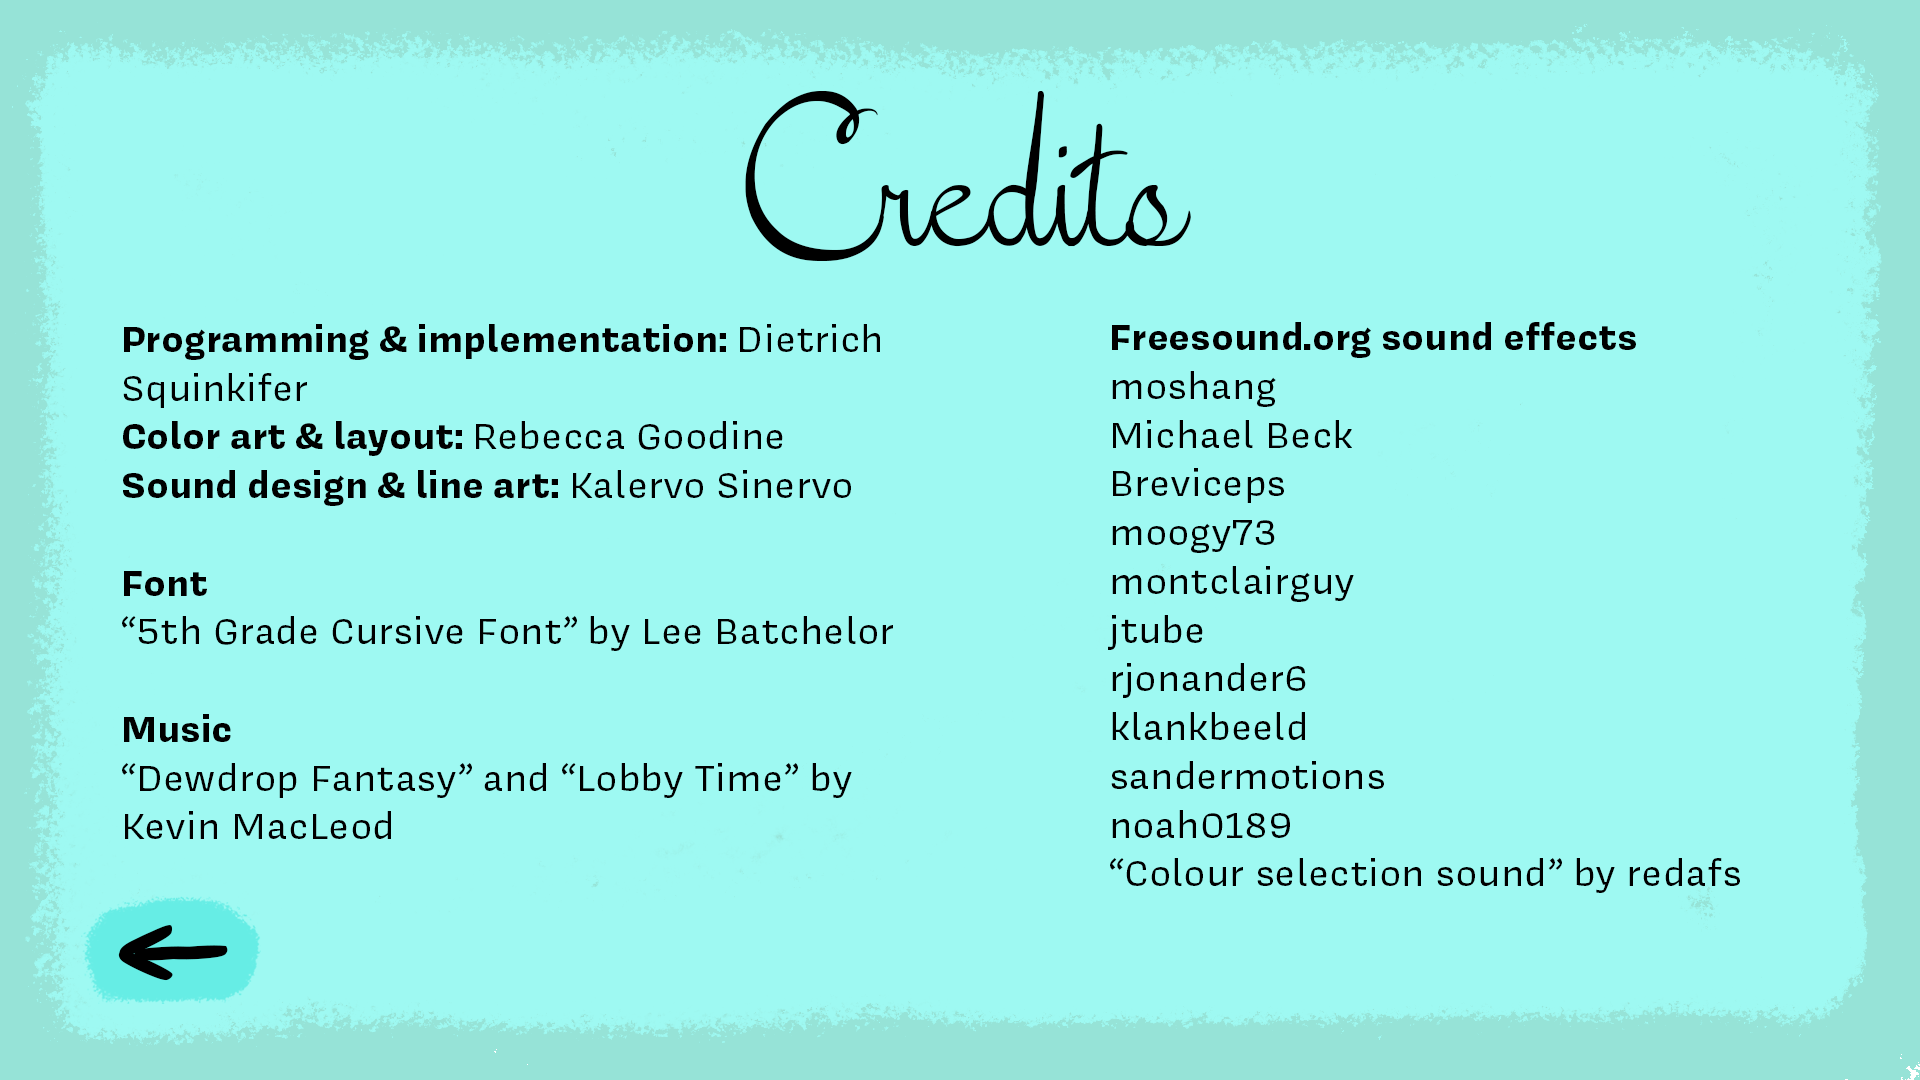 Credits
Programming & implementation: Dietrich
Squinkifer
Color art & layout: Rebecca Goodine
Sound design & line art: Kalervo Sinervo
Font
“5th Grade Cursive Font” by Lee Batchelor
Music
“Dewdrop Fantasy” and “Lobby Time” by
Kevin MacLeod
Freesound.org sound effects
moshang
Michael Beck
Breviceps
moogy73
montclairguy
jtube
rjonander6
klankbeeld
sandermotions
noah0189
“Colour selection sound” by redafs